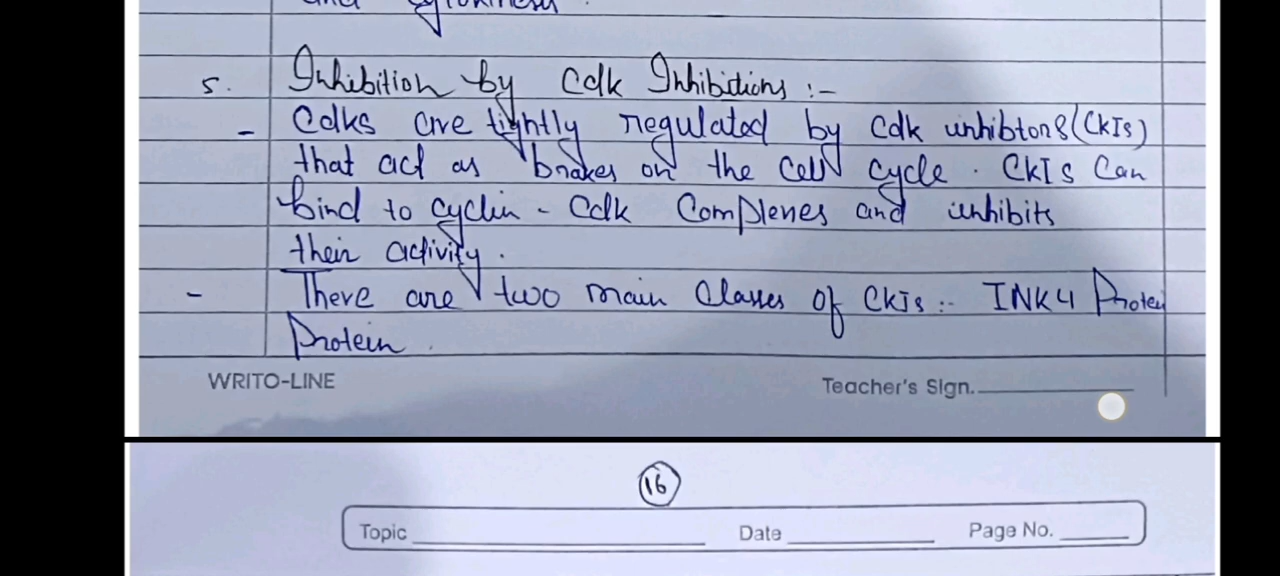 5. Inhibition by Cdk Inhibitions :-
- Cdks are tightly regulated by Cdk inhibtors (CKIs)
that act as brakes on the cell cycle. CKIs can
bind to cyclin - Cdk Complexes and inhibits
their activity.
- There are two main Classes of CKIs :- INK4 Protein
Protein.
WRITO-LINE
Teacher's Sign.
16
Topic Date Page No.